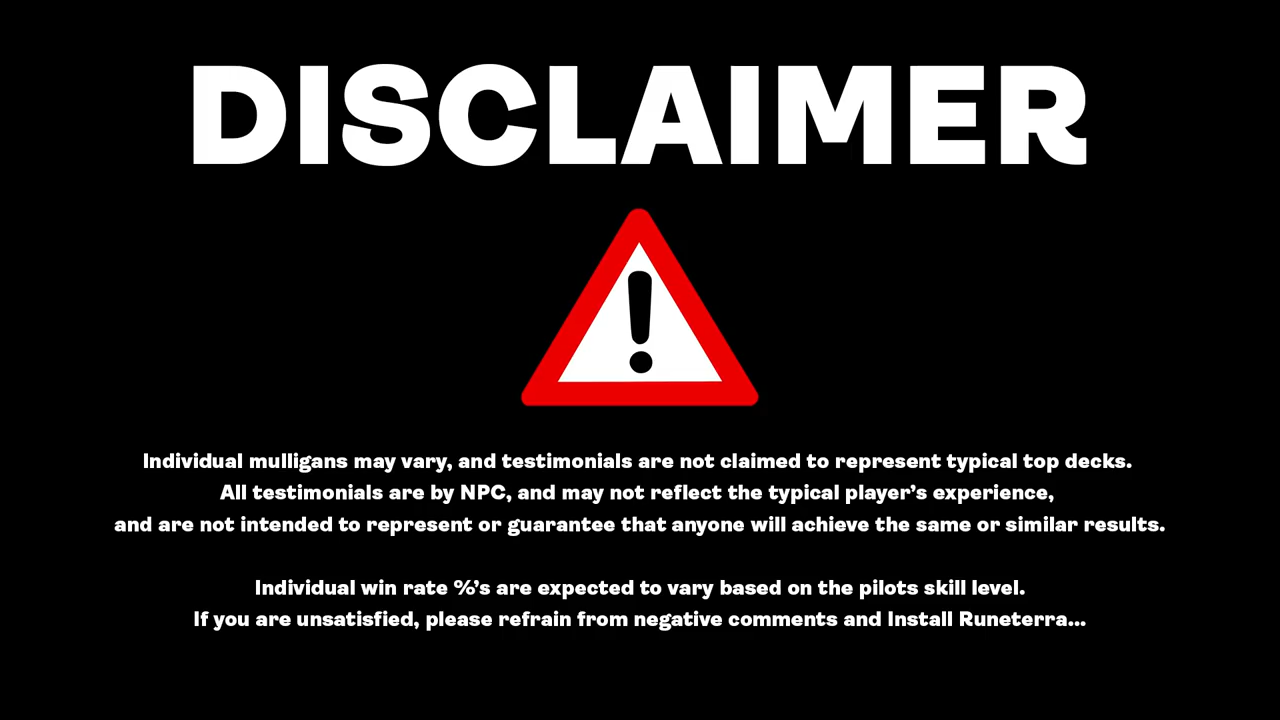 DISCLAIMER
Individual mulligans may vary, and testimonials are not claimed to represent typical top decks.
All testimonials are by NPC, and may not reflect the typical player’s experience,
and are not intended to represent or guarantee that anyone will achieve the same or similar results.
Individual win rate %’s are expected to vary based on the pilots skill level.
If you are unsatisfied, please refrain from negative comments and Install Runeterra...